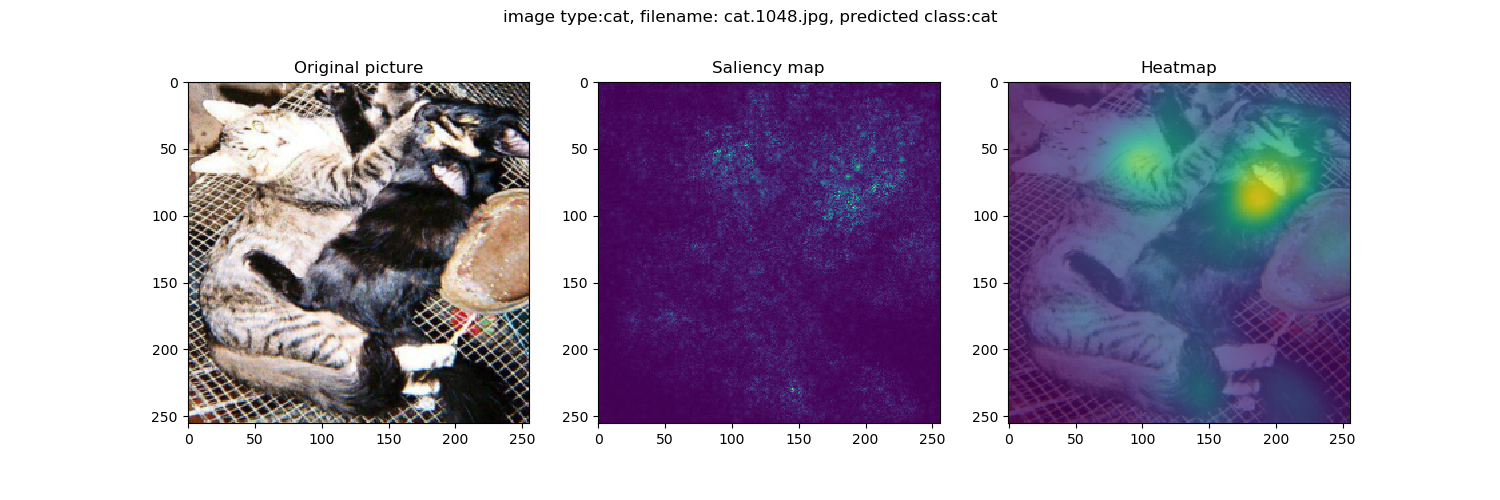 image type:cat, filename: cat.1048.jpg, predicted class:cat
Original picture
Saliency map
Heatmap
0
50
100
150
200
250
0 50 100 150 200 250
0
50
100
150
200
250
0 50 100 150 200 250
0
50
100
150
200
250
0 50 100 150 200 250